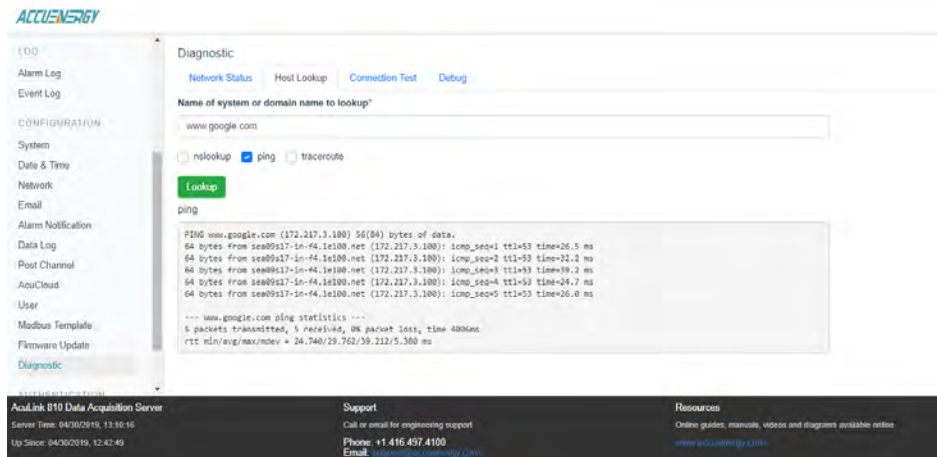 ACCUENERGY
LOG
Alarm Log
Event Log
CONFIGURATION
System
Date & Time
Network
Email
Alarm Notification
Data Log
Post Channel
AcuCloud
User
Modbus Template
Firmware Update
Diagnostic
AUTHENTICATION
Diagnostic
Network Status Host Lookup Connection Test Debug
Name of system or domain name to lookup*
www.google.com
nslookup ping traceroute
Lookup
ping
PING www.google.com (172.217.3.100) 56(84) bytes of data.
64 bytes from sea09s17-in-f4.1e100.net (172.217.3.100): icmp_seq=1 ttl=53 time=26.5 ms
64 bytes from sea09s17-in-f4.1e100.net (172.217.3.100): icmp_seq=2 ttl=53 time=32.2 ms
64 bytes from sea09s17-in-f4.1e100.net (172.217.3.100): icmp_seq=3 ttl=53 time=39.2 ms
64 bytes from sea09s17-in-f4.1e100.net (172.217.3.100): icmp_seq=4 ttl=53 time=24.7 ms
64 bytes from sea09s17-in-f4.1e100.net (172.217.3.100): icmp_seq=5 ttl=53 time=26.0 ms
--- www.google.com ping statistics ---
5 packets transmitted, 5 received, 0% packet loss, time 4006ms
rtt min/avg/max/mdev = 24.740/29.762/39.212/5.380 ms
AcuLink 810 Data Acquisition Server
Server Time: 04/30/2019, 13:10:16
Up Since: 04/30/2019, 12:42:49
Support
Call or email for engineering support
Phone: +1.416.497.4100
Email: support@accuenergy.com
Resources
Online guides, manuals, videos and diagrams available online
www.accuenergy.com